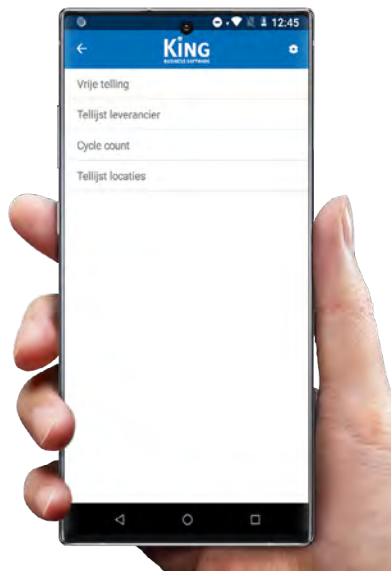 12:45
KING
BUSINESS SOFTWARE
Vrije telling
Tellijst leverancier
Cycle count
Tellijst locaties